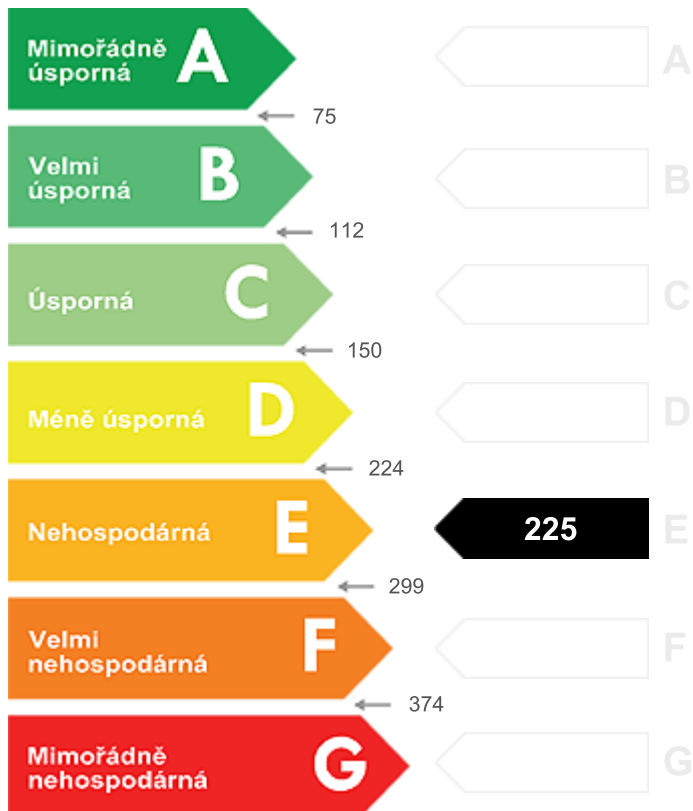 Mimořádně
úsporná
A
A
75
Velmi
úsporná
B
B
112
Úsporná
C
C
150
Méně úsporná
D
D
224
Nehospodárná
E
225
E
299
Velmi
nehospodárná
F
F
374
Mimořádně
nehospodárná
G
G